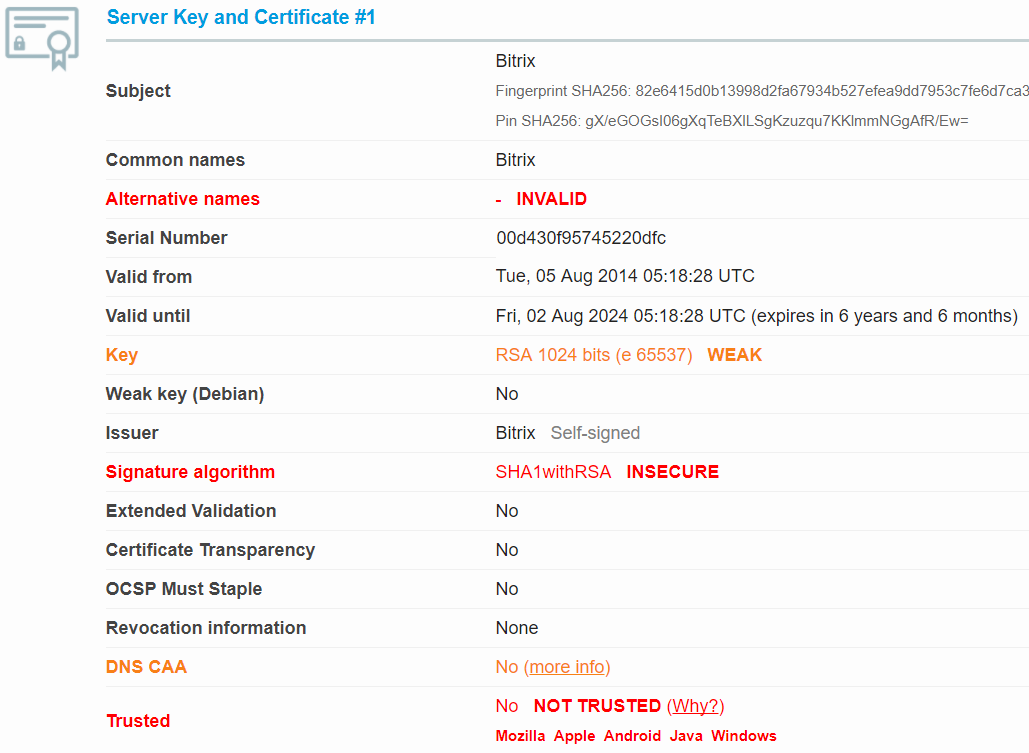 Server Key and Certificate #1
Subject
Bitrix
Fingerprint SHA256: 82e6415d0b13998d2fa67934b527efea9dd7953c7fe6d7ca3
Pin SHA256: gX/eGOGsI06gXqTeBXILSgKzuzqu7KKlmmNGgAfR/Ew=
Common names Bitrix
Alternative names - INVALID
Serial Number 00d430f95745220dfc
Valid from Tue, 05 Aug 2014 05:18:28 UTC
Valid until Fri, 02 Aug 2024 05:18:28 UTC (expires in 6 years and 6 months)
Key RSA 1024 bits (e 65537) WEAK
Weak key (Debian) No
Issuer Bitrix Self-signed
Signature algorithm SHA1withRSA INSECURE
Extended Validation No
Certificate Transparency No
OCSP Must Staple No
Revocation information None
DNS CAA No (more info)
Trusted No NOT TRUSTED (Why?)
Mozilla Apple Android Java Windows